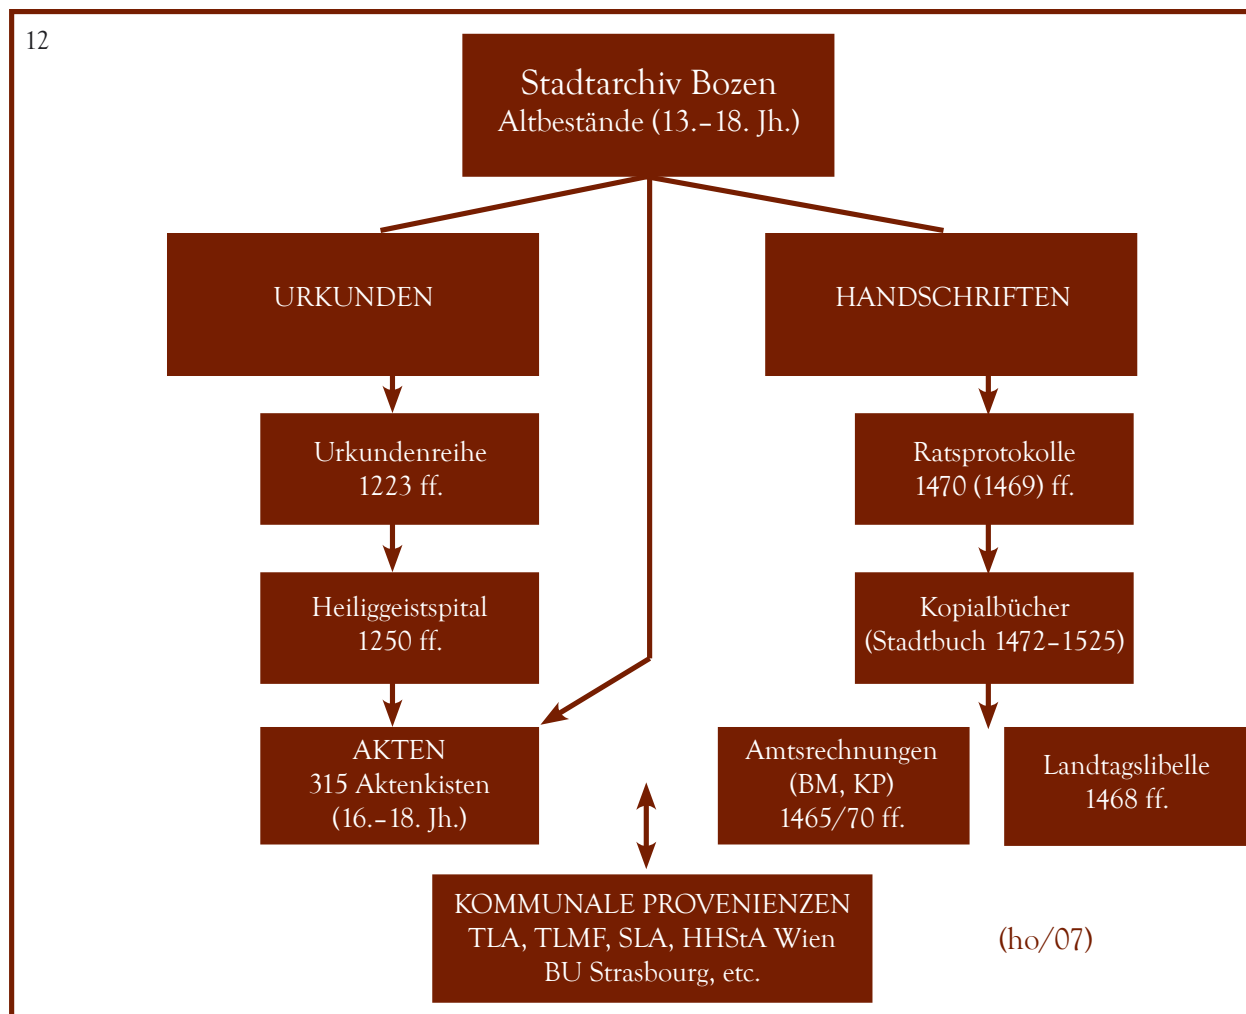 12
Stadtarchiv Bozen
Altbestände (13.–18. Jh.)
URKUNDEN
HANDSCHRIFTEN
Urkundenreihe
1223 ff.
Ratsprotokolle
1470 (1469) ff.
Heiliggeistspital
1250 ff.
Kopialbücher
(Stadtbuch 1472–1525)
AKTEN
315 Aktenkisten
(16.–18. Jh.)
Amtsrechnungen
(BM, KP)
1465/70 ff.
Landtagslibelle
1468 ff.
KOMMUNALE PROVENIENZEN
TLA, TLMF, SLA, HHStA Wien
BU Strasbourg, etc.
(ho/07)